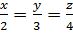 x/2 = y/3 = z/4